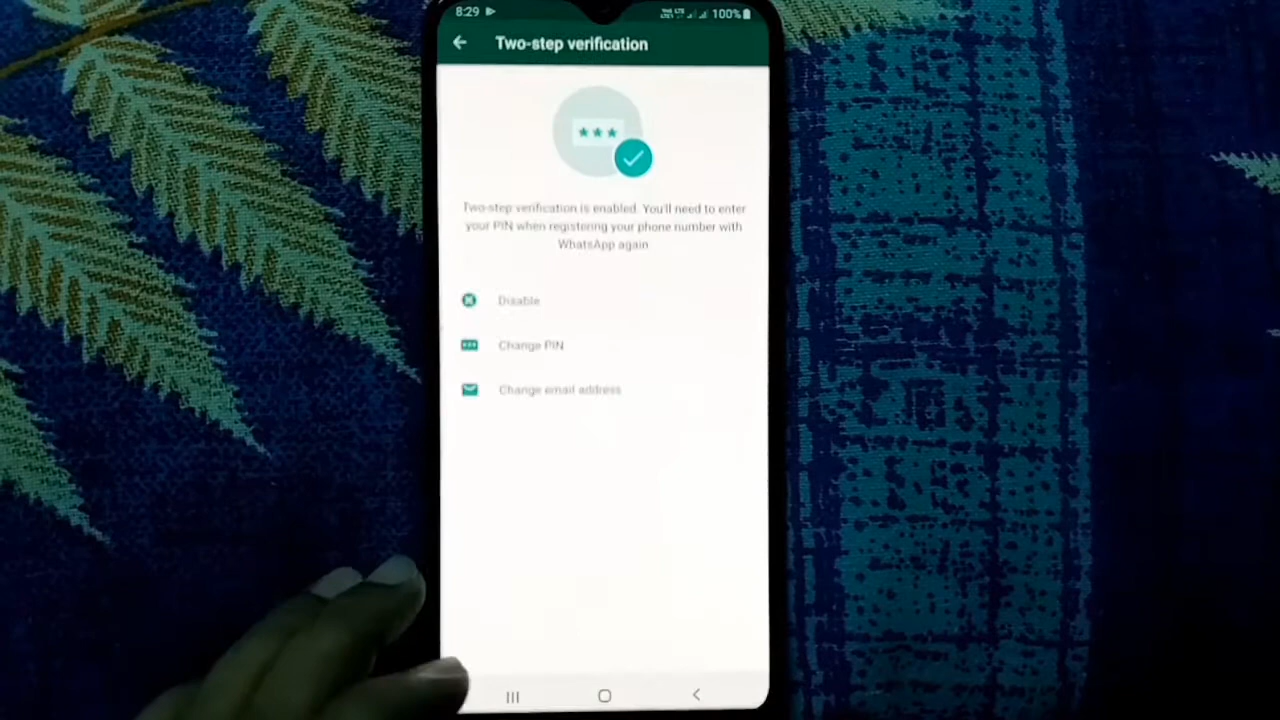 8:29 100%
Two-step verification
***
Two-step verification is enabled. You'll need to enter
your PIN when registering your phone number with
WhatsApp again
Disable
Change PIN
Change email address